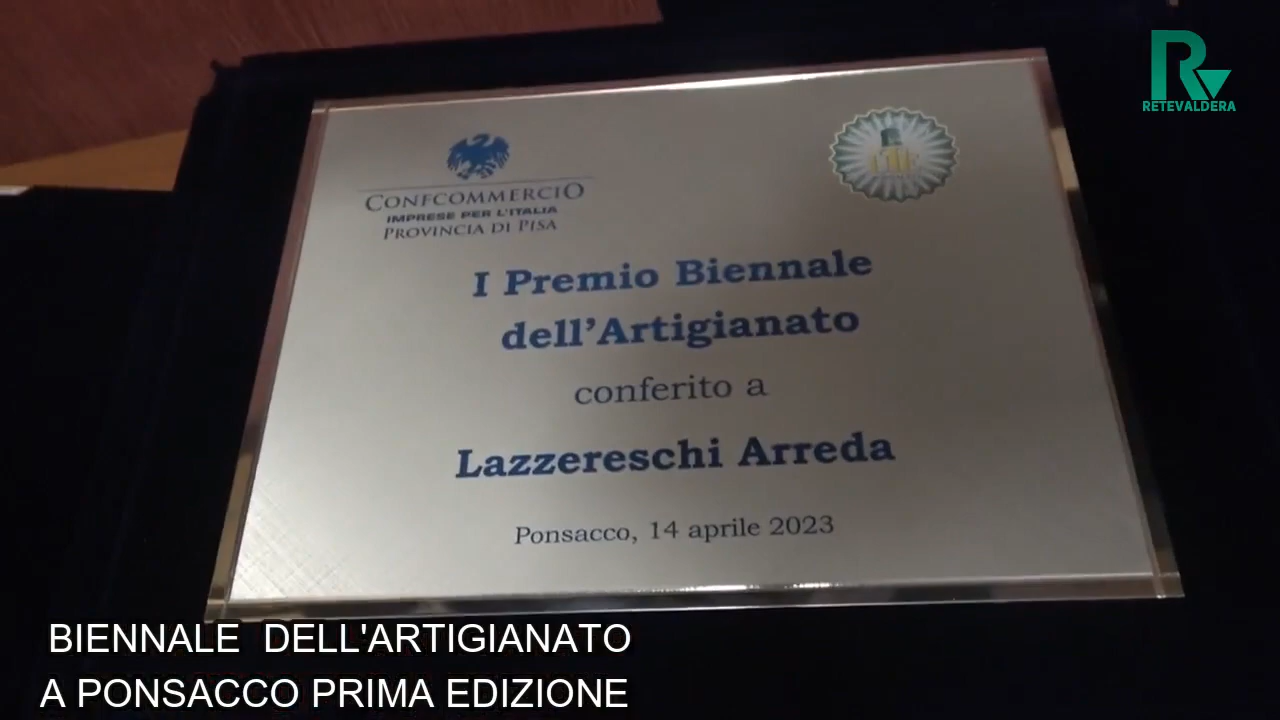 RETEVALDERA
CONFCOMMERCIO
IMPRESE PER L'ITALIA
PROVINCIA DI PISA
I Premio Biennale
dell'Artigianato
conferito a
Lazzereschi Arreda
Ponsacco, 14 aprile 2023
BIENNALE DELL'ARTIGIANATO
A PONSACCO PRIMA EDIZIONE